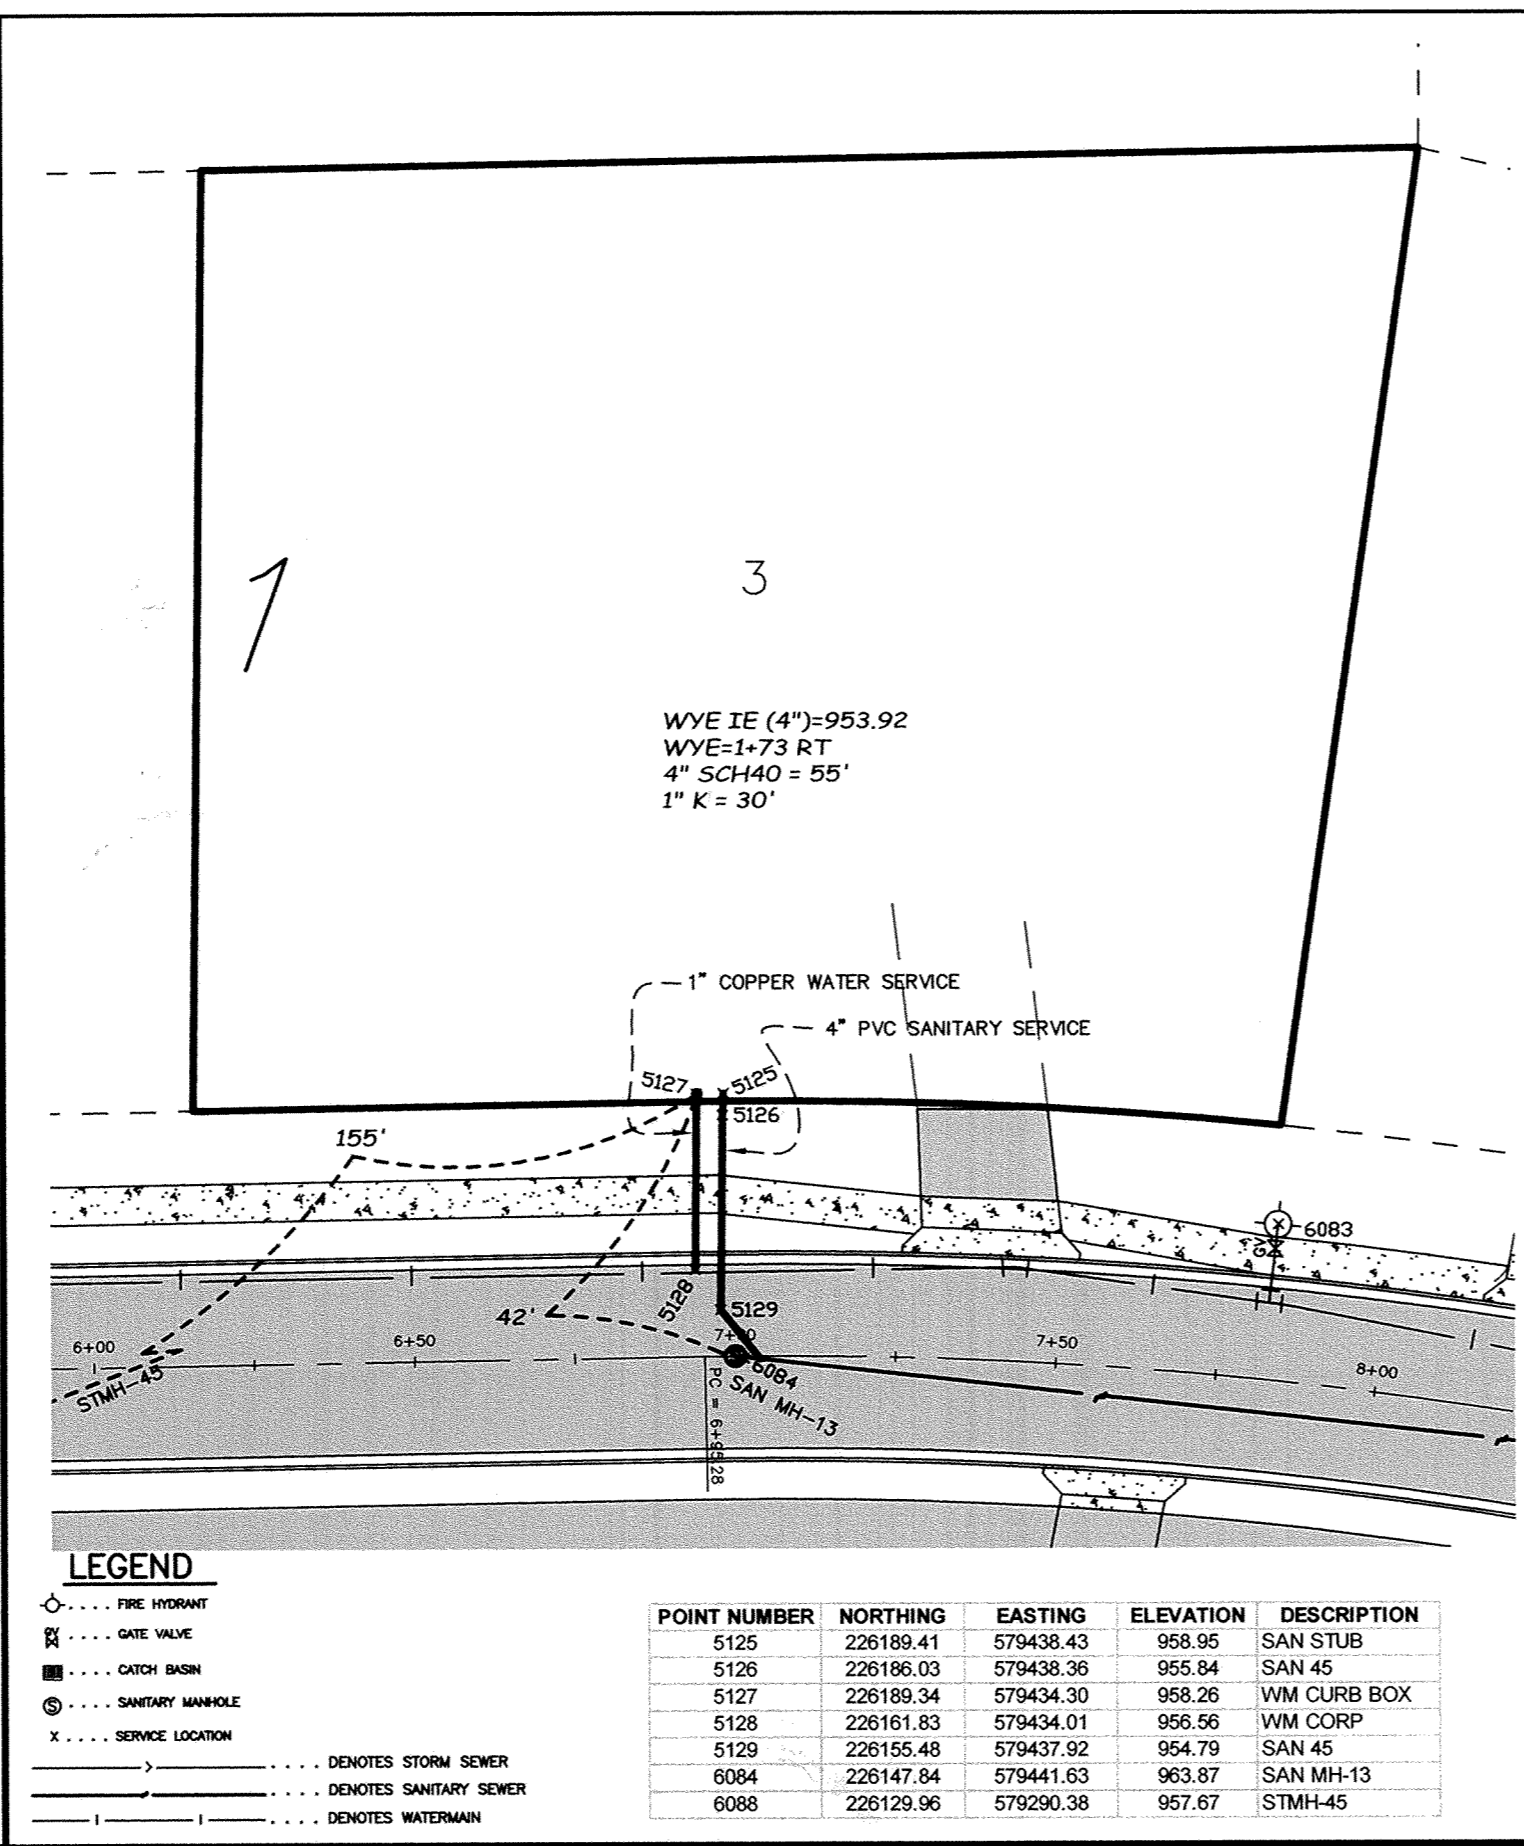 1
3
WYE IE (4")=953.92
WYE=1+73 RT
4" SCH40 = 55'
1" K = 30'
1" COPPER WATER SERVICE
4" PVC SANITARY SERVICE
5127
5125
5126
155'
6083
GV
5128
42'
5129
6+00
6+50
7+00
7+50
8+00
STMH-45
6084
SAN MH-13
PC = 6+95.28
LEGEND
.... FIRE HYDRANT
GV .... GATE VALVE
.... CATCH BASIN
S .... SANITARY MANHOLE
X .... SERVICE LOCATION
.... DENOTES STORM SEWER
.... DENOTES SANITARY SEWER
.... DENOTES WATERMAIN
POINT NUMBER NORTHING EASTING ELEVATION DESCRIPTION
5125 226189.41 579438.43 958.95 SAN STUB
5126 226186.03 579438.36 955.84 SAN 45
5127 226189.34 579434.30 958.26 WM CURB BOX
5128 226161.83 579434.01 956.56 WM CORP
5129 226155.48 579437.92 954.79 SAN 45
6084 226147.84 579441.63 963.87 SAN MH-13
6088 226129.96 579290.38 957.67 STMH-45